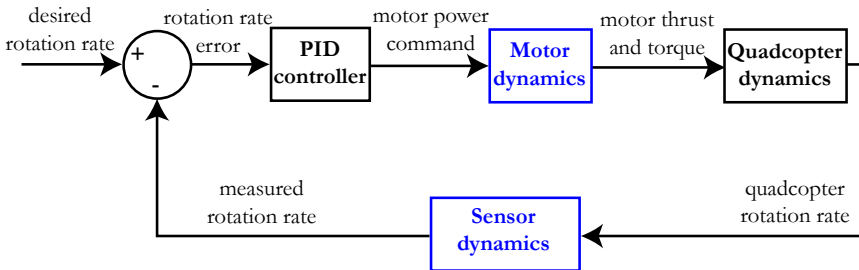 desired
rotation rate
+
-
rotation rate
error
PID
controller
motor power
command
Motor
dynamics
motor thrust
and torque
Quadcopter
dynamics
measured
rotation rate
Sensor
dynamics
quadcopter
rotation rate